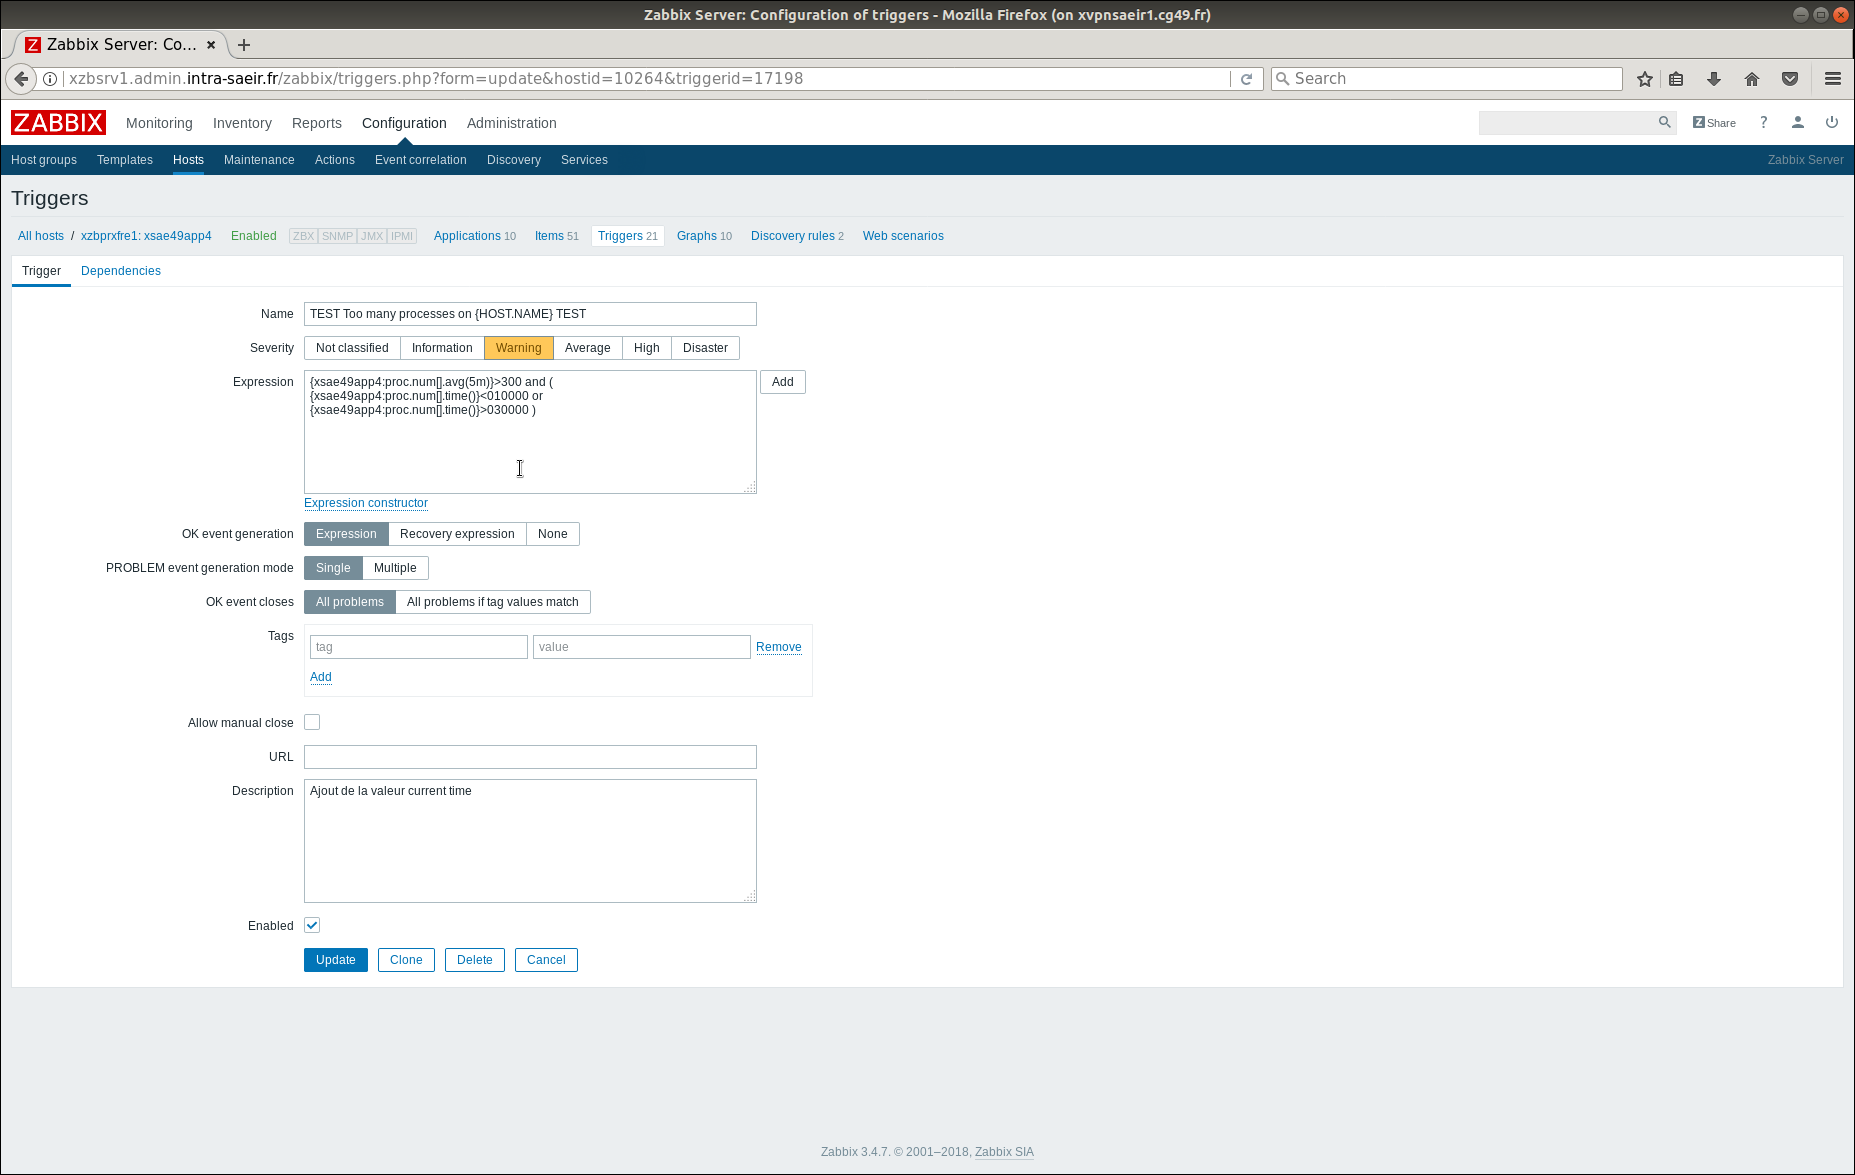 Zabbix Server: Configuration of triggers - Mozilla Firefox (on xvpnsaeir1.cg49.fr)
Z Zabbix Server: Co... × +
xzbsrv1.admin.intra-saeir.fr/zabbix/triggers.php?form=update&hostid=10264&triggerid=17198
Search
ZABBIX Monitoring Inventory Reports Configuration Administration
Z Share ?
Host groups Templates Hosts Maintenance Actions Event correlation Discovery Services Zabbix Server
Triggers
All hosts / xzbprxfre1: xsae49app4 Enabled ZBX SNMP JMX IPMI Applications 10 Items 51 Triggers 21 Graphs 10 Discovery rules 2 Web scenarios
Trigger Dependencies
Name TEST Too many processes on {HOST.NAME} TEST
Severity Not classified Information Warning Average High Disaster
Expression {xsae49app4:proc.num[].avg(5m)}>300 and ( Add
{xsae49app4:proc.num[].time()}<010000 or
{xsae49app4:proc.num[].time()}>030000 )
Expression constructor
OK event generation Expression Recovery expression None
PROBLEM event generation mode Single Multiple
OK event closes All problems All problems if tag values match
Tags
tag value Remove
Add
Allow manual close
URL
Description Ajout de la valeur current time
Enabled
Update Clone Delete Cancel
Zabbix 3.4.7. © 2001–2018, Zabbix SIA